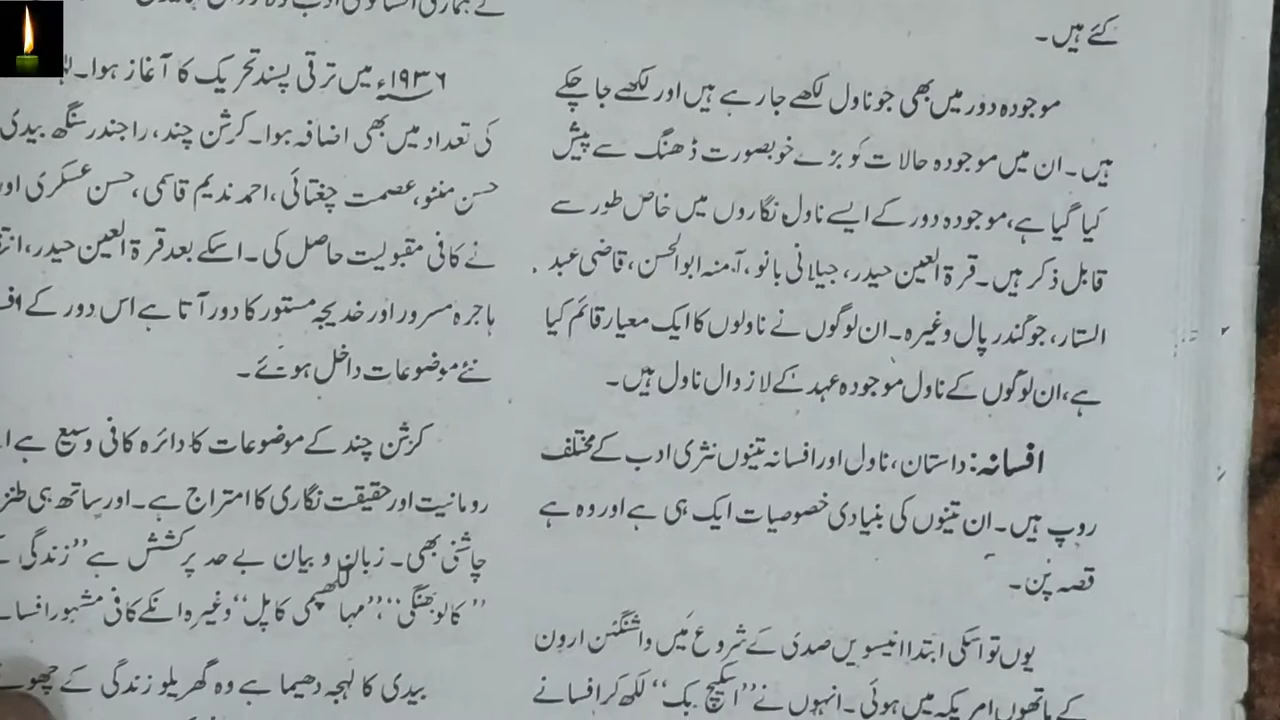 کئے ہیں۔
موجودہ دور میں بھی جو ناول لکھے جارہے ہیں اور لکھے جا چکے
ہیں۔ ان میں موجودہ حالات کو بڑے خوبصورت ڈھنگ سے پیش
کیا گیا ہے، موجودہ دور کے ایسے ناول نگاروں میں خاص طور سے
قابل ذکر ہیں۔ قرۃ العین حیدر، جیلانی بانو، آمنہ ابوالحسن، قاضی عبد
الستار، جوگندر پال وغیرہ۔ ان لوگوں نے ناولوں کا ایک معیار قائم کیا
ہے، ان لوگوں کے ناول موجودہ عہد کے لازوال ناول ہیں۔
افسانہ: داستان، ناول اور افسانہ تینوں نثری ادب کے مختلف
روپ ہیں۔ ان تینوں کی بنیادی خصوصیات ایک ہی ہے اور وہ ہے
قصہ پن۔
یوں تو اسکی ابتدا انیسویں صدی کے شروع میں واشنگٹن ارون
کے ہاتھوں امریکہ میں ہوئی۔ انہوں نے ”اسکیچ بک“ لکھ کر افسانے
۱۹۳۶ء میں ترقی پسند تحریک کا آغاز ہوا۔
کی تعداد میں بھی اضافہ ہوا۔ کرشن چند، راجندر سنگھ بیدی
حسن منٹو، عصمت چغتائی، احمد ندیم قاسمی، حسن عسکری اور
نے کافی مقبولیت حاصل کی۔ اسکے بعد قرۃ العین حیدر،
ہاجرہ مسرور اور خدیجہ مستور کا دور آتا ہے اس دور کے
نئے موضوعات داخل ہوئے۔
کرشن چند کے موضوعات کا دائرہ کافی وسیع ہے
رومانیت اور حقیقت نگاری کا امتراج ہے۔ اور ساتھ ہی طنز
چاشنی بھی۔ زبان و بیان بے حد پر کشش ہے ”زندگی
”کالو بھنگی“، ”مہا لکھیمی کا پل“ وغیرہ انکے کافی مشہور
بیدی کا لہجہ دھیما ہے وہ گھریلو زندگی کے